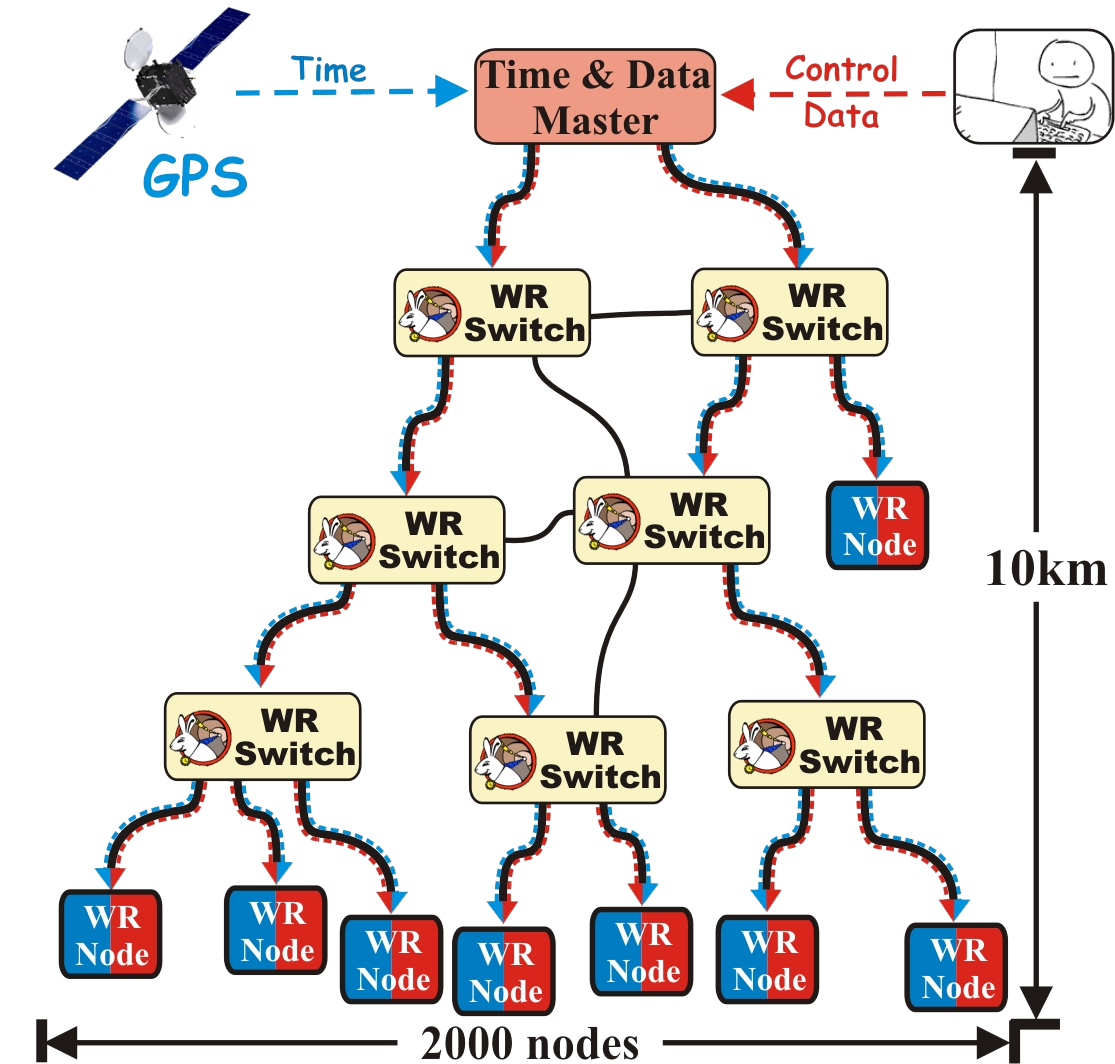 Time
Time & Data
Master
Control
Data
GPS
WR
Switch
WR
Switch
WR
Switch
WR
Switch
WR
Node
10km
WR
Switch
WR
Switch
WR
Switch
WR
Node
WR
Node
WR
Node
WR
Node
WR
Node
WR
Node
WR
Node
2000 nodes